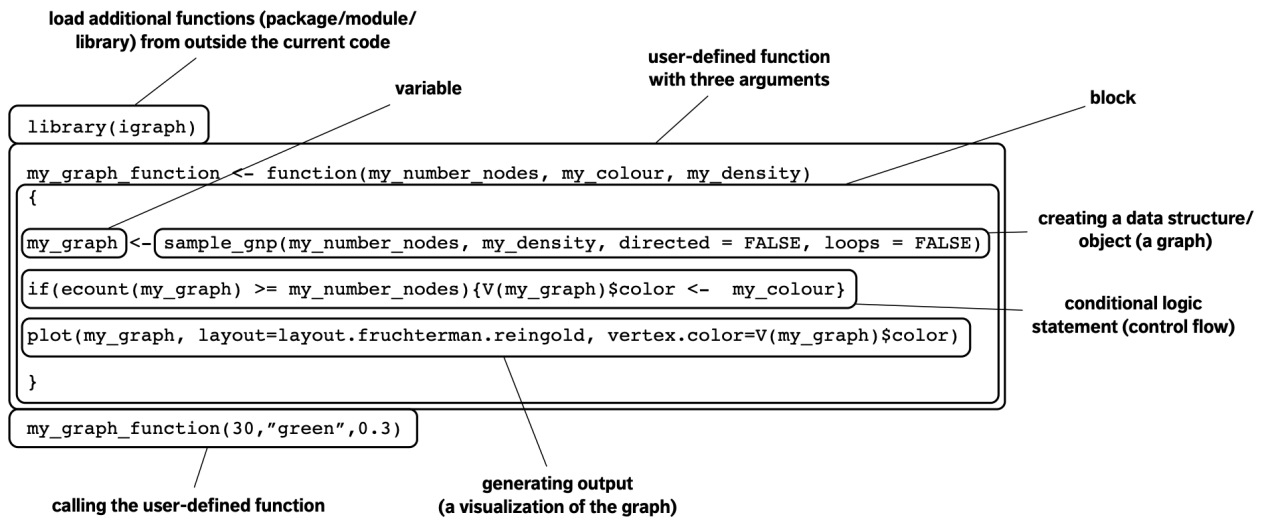 load additional functions (package/module/
library) from outside the current code
user-defined function
with three arguments
variable
block
library(igraph)
my_graph_function <- function(my_number_nodes, my_colour, my_density)
{
my_graph <- sample_gnp(my_number_nodes, my_density, directed = FALSE, loops = FALSE)
creating a data structure/
object (a graph)
if(ecount(my_graph) >= my_number_nodes){V(my_graph)$color <-  my_colour}
conditional logic
statement (control flow)
plot(my_graph, layout=layout.fruchterman.reingold, vertex.color=V(my_graph)$color)
}
my_graph_function(30,”green”,0.3)
generating output
(a visualization of the graph)
calling the user-defined function